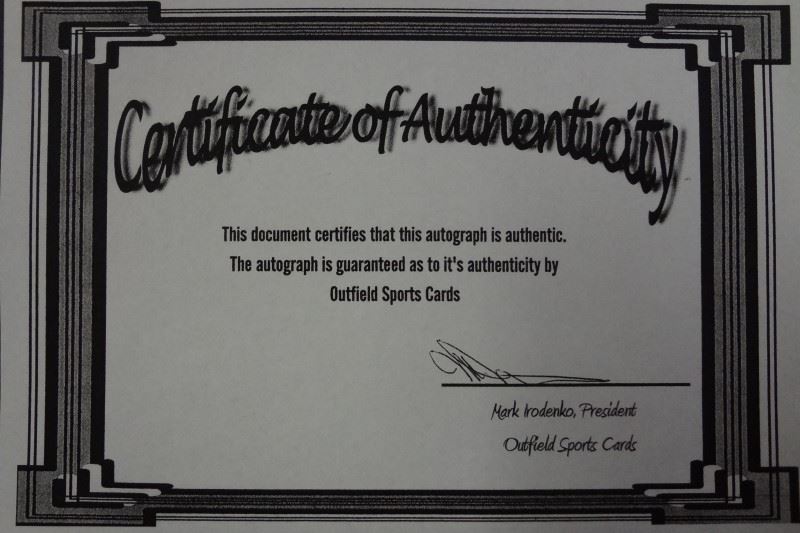 Certificate of Authenticity
This document certifies that this autograph is authentic.
The autograph is guaranteed as to it's authenticity by
Outfield Sports Cards
Mark Irodenko, President
Outfield Sports Cards